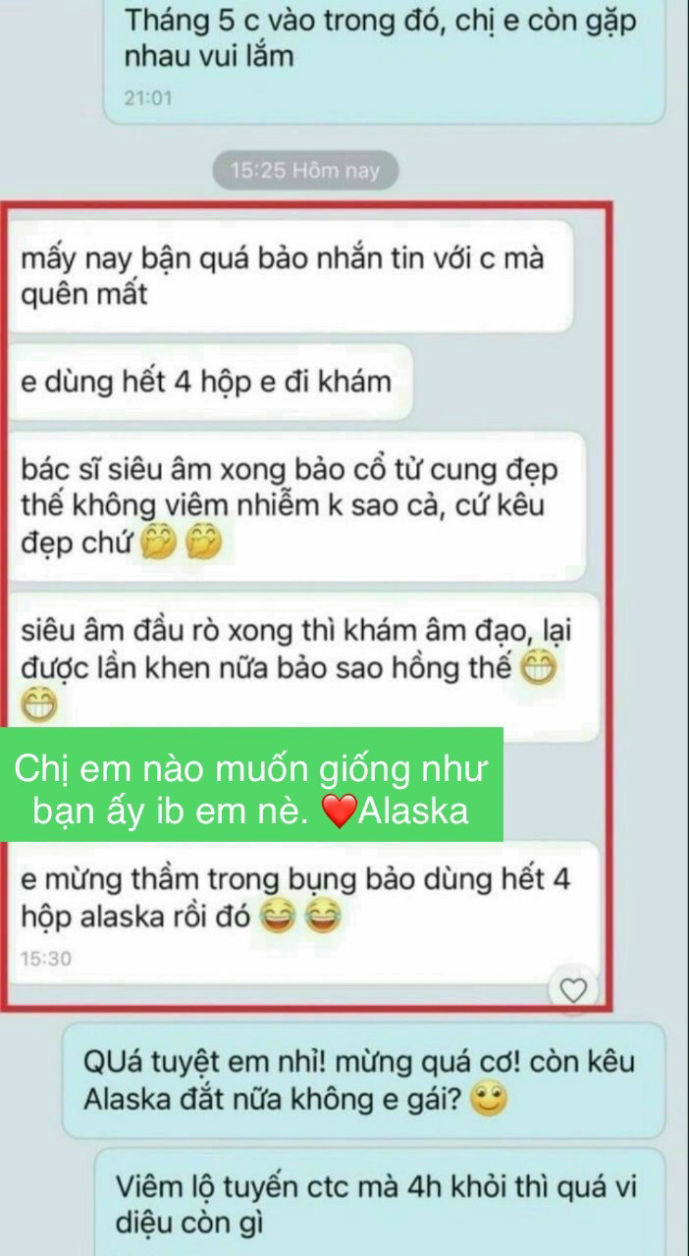 Tháng 5 c vào trong đó, chị e còn gặp
nhau vui lắm
21:01
15:25 Hôm nay
mấy nay bận quá bảo nhắn tin với c mà
quên mất
e dùng hết 4 hộp e đi khám
bác sĩ siêu âm xong bảo cổ tử cung đẹp
thế không viêm nhiễm k sao cả, cứ kêu
đẹp chứ 🤭 🤭
siêu âm đầu rò xong thì khám âm đạo, lại
được lần khen nữa bảo sao hồng thế 😁
😁
Chị em nào muốn giống như
bạn ấy ib em nè. ❤️Alaska
e mừng thầm trong bụng bảo dùng hết 4
hộp alaska rồi đó 😂 😂
15:30
QUá tuyệt em nhỉ! mừng quá cơ! còn kêu
Alaska đắt nữa không e gái? 🙂
Viêm lộ tuyến ctc mà 4h khỏi thì quá vi
diệu còn gì